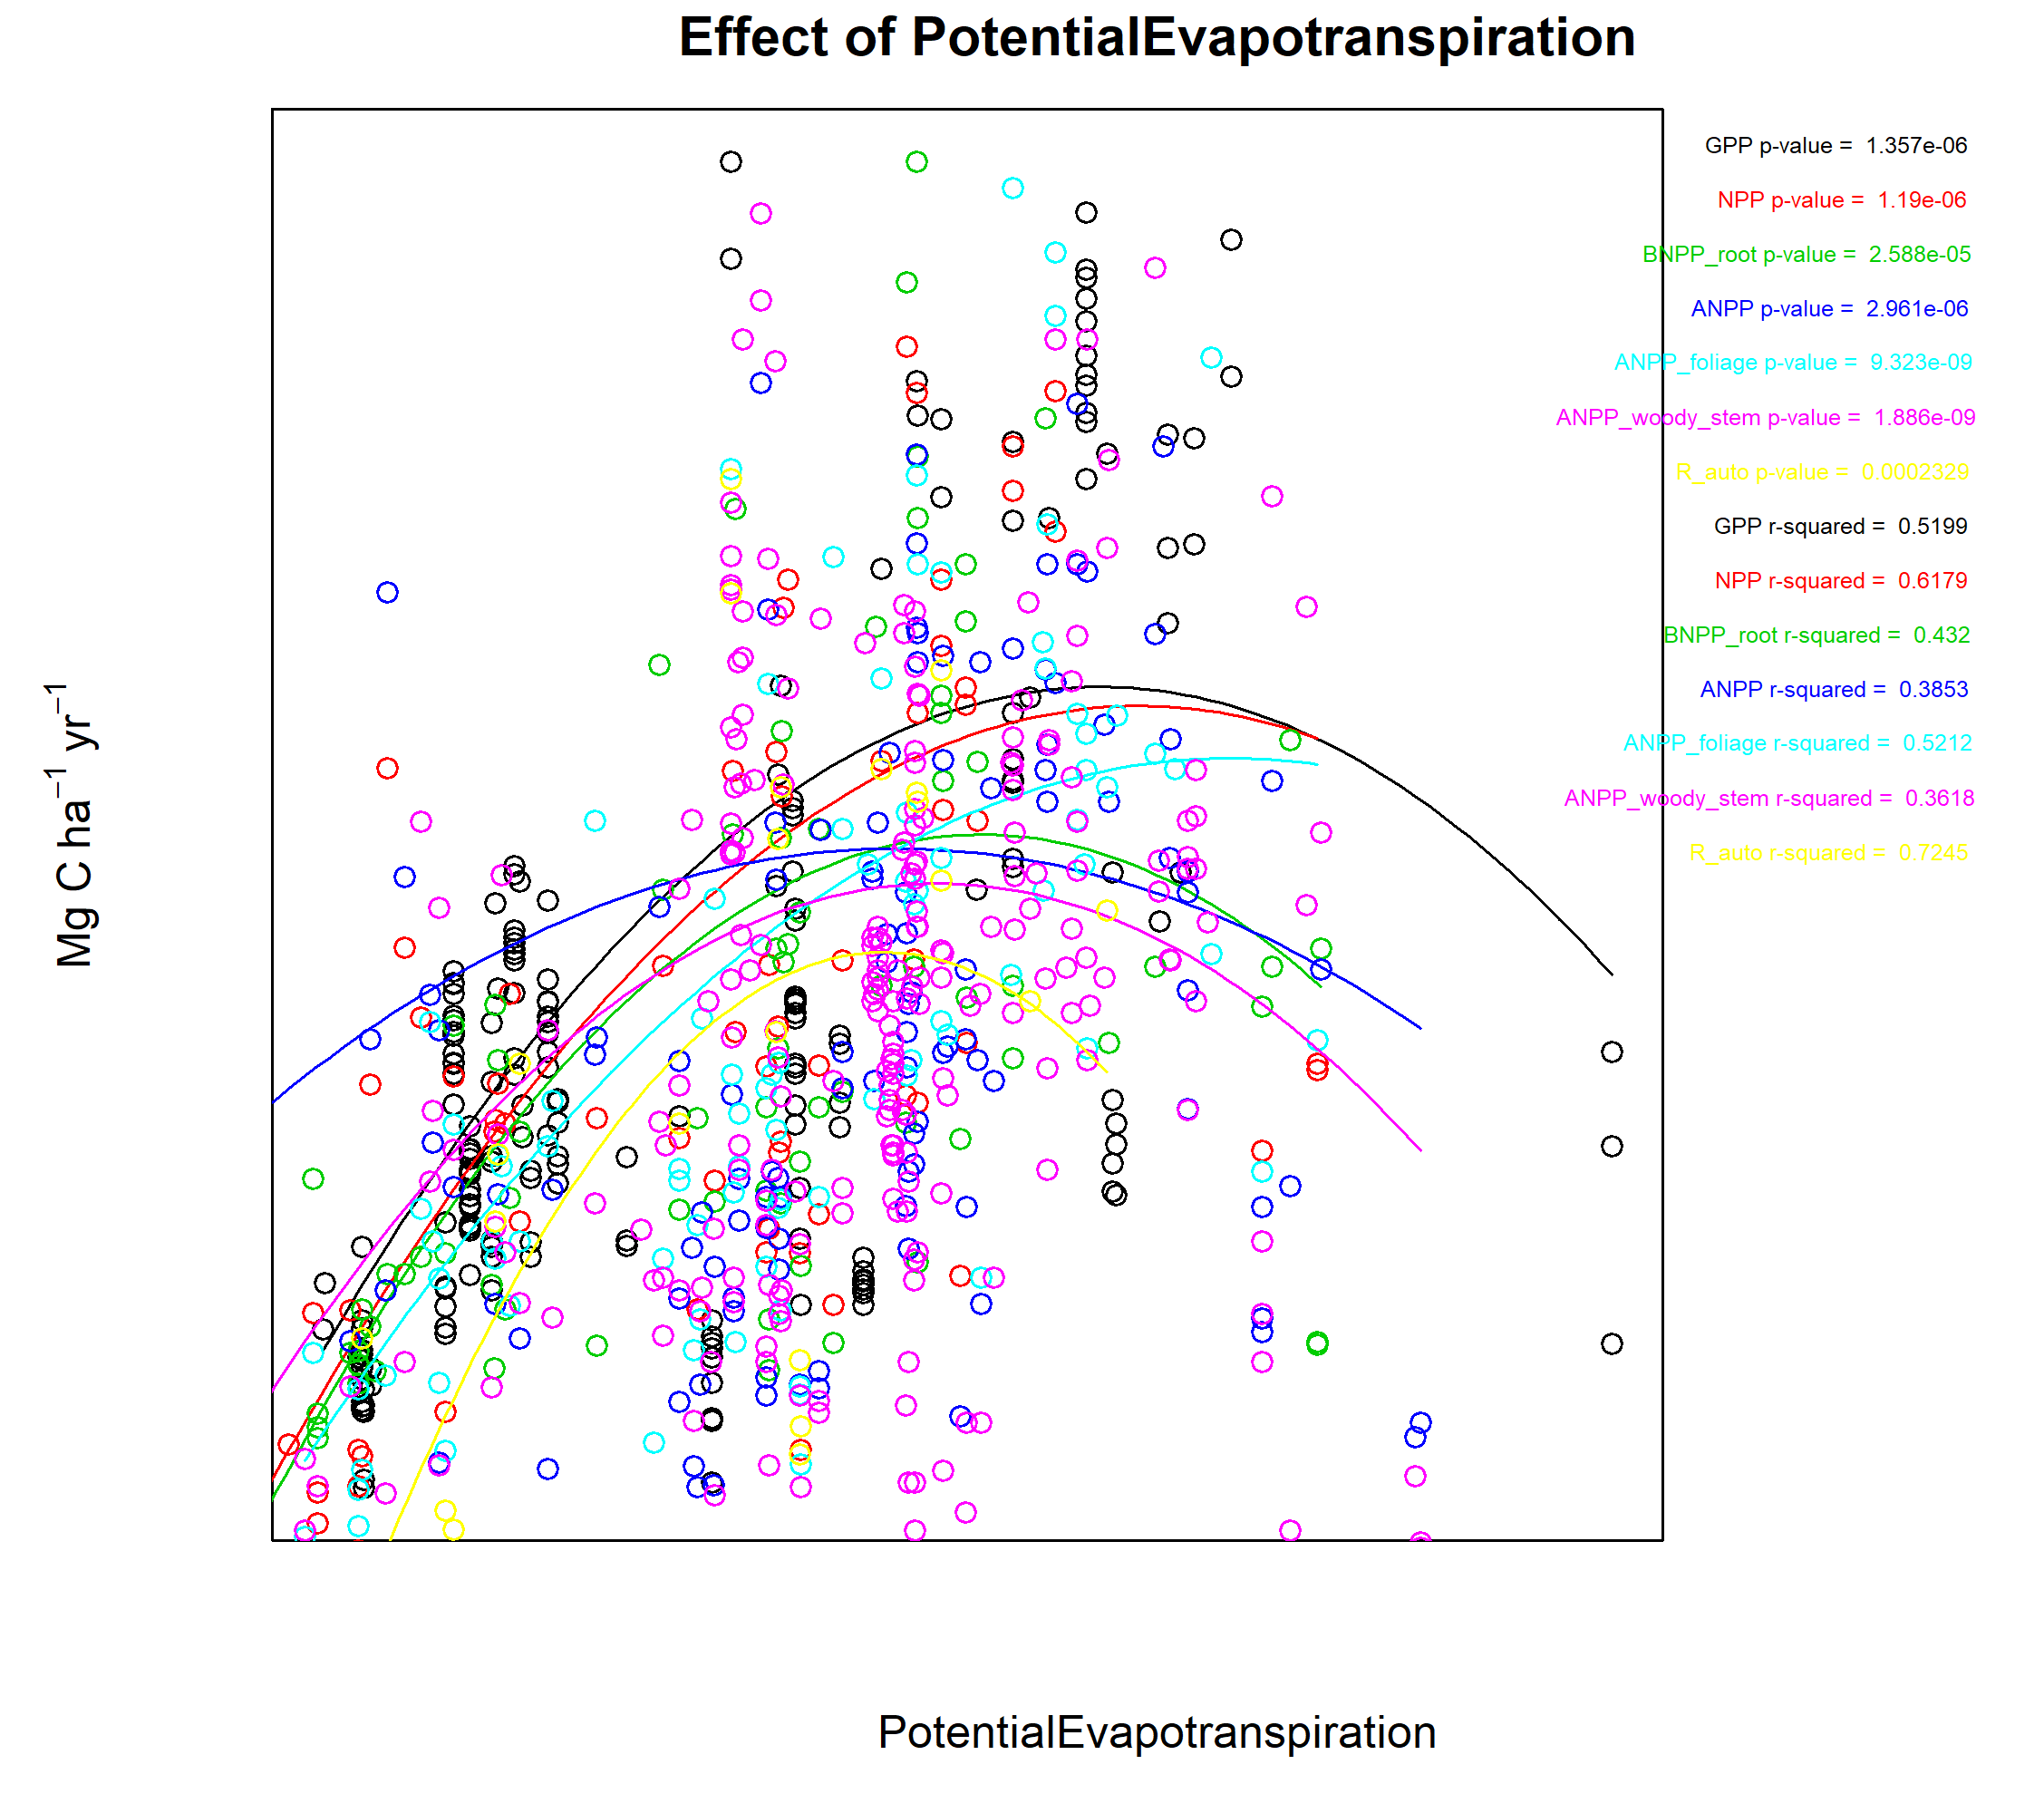 Effect of PotentialEvapotranspiration
GPP p-value = 1.357e-06
NPP p-value = 1.19e-06
BNPP_root p-value = 2.588e-05
ANPP p-value = 2.961e-06
ANPP_foliage p-value = 9.323e-09
ANPP_woody_stem p-value = 1.886e-09
R_auto p-value = 0.0002329
GPP r-squared = 0.5199
NPP r-squared = 0.6179
BNPP_root r-squared = 0.432
ANPP r-squared = 0.3853
ANPP_foliage r-squared = 0.5212
ANPP_woody_stem r-squared = 0.3618
R_auto r-squared = 0.7245
Mg C ha⁻¹ yr⁻¹
PotentialEvapotranspiration